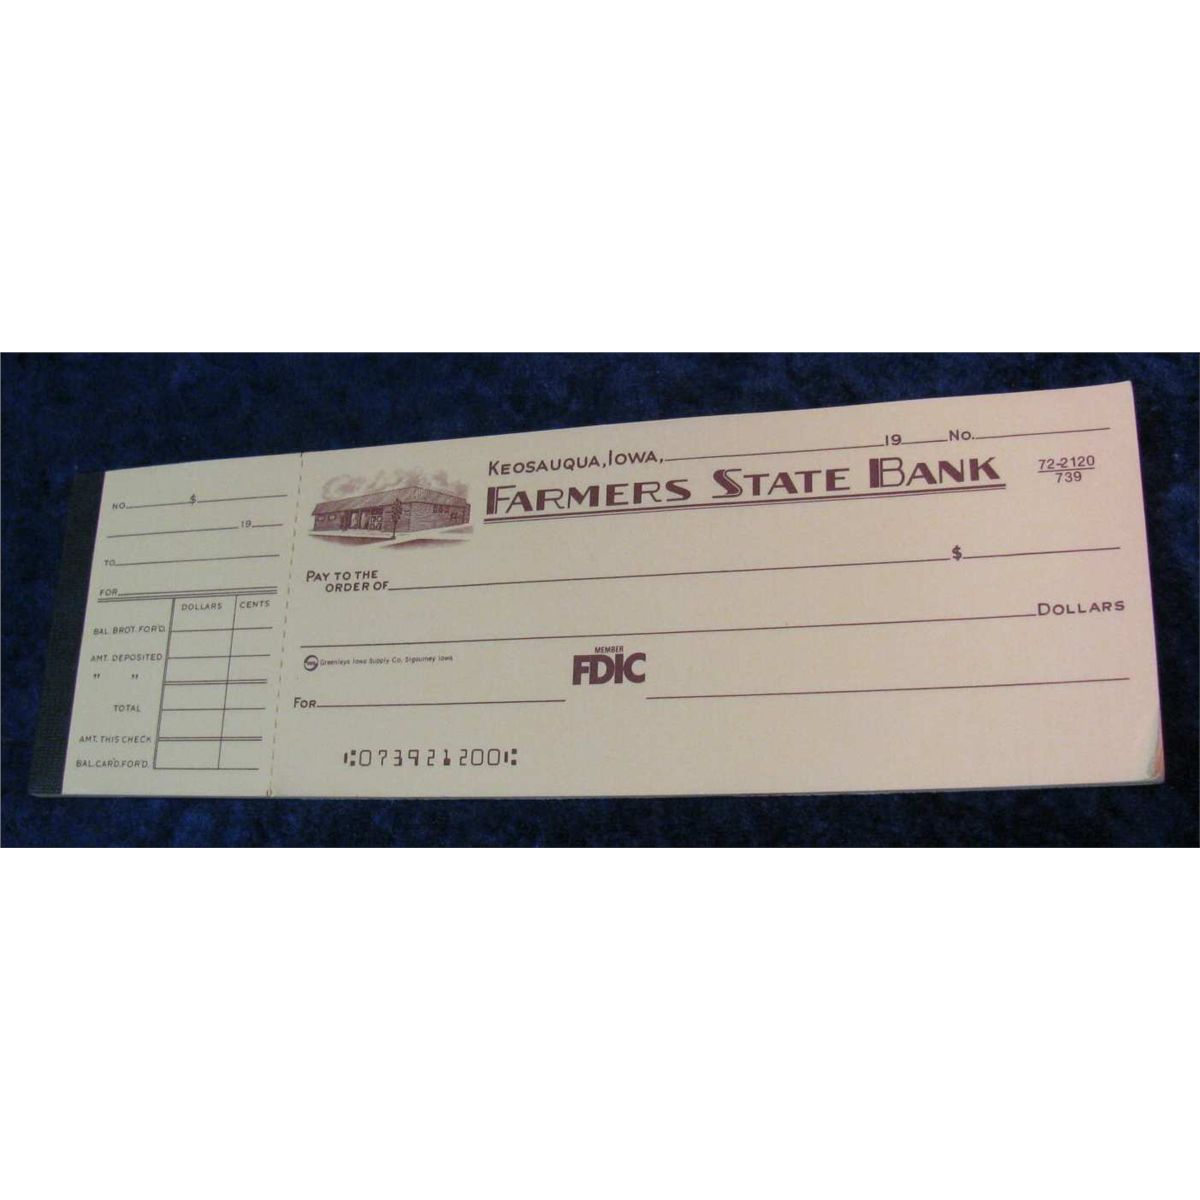 NO. $
19
TO
FOR
DOLLARS CENTS
BAL. BROT. FOR'D.
AMT. DEPOSITED
" "
TOTAL
AMT. THIS CHECK
BAL. CAR'D. FOR'D.
KEOSAUQUA, IOWA, 19 No.
FARMERS STATE BANK
72-2120
739
PAY TO THE
ORDER OF $
DOLLARS
Greenleys Iowa Supply Co. Sigourney Iowa
MEMBER
FDIC
FOR
⑆073921200⑆